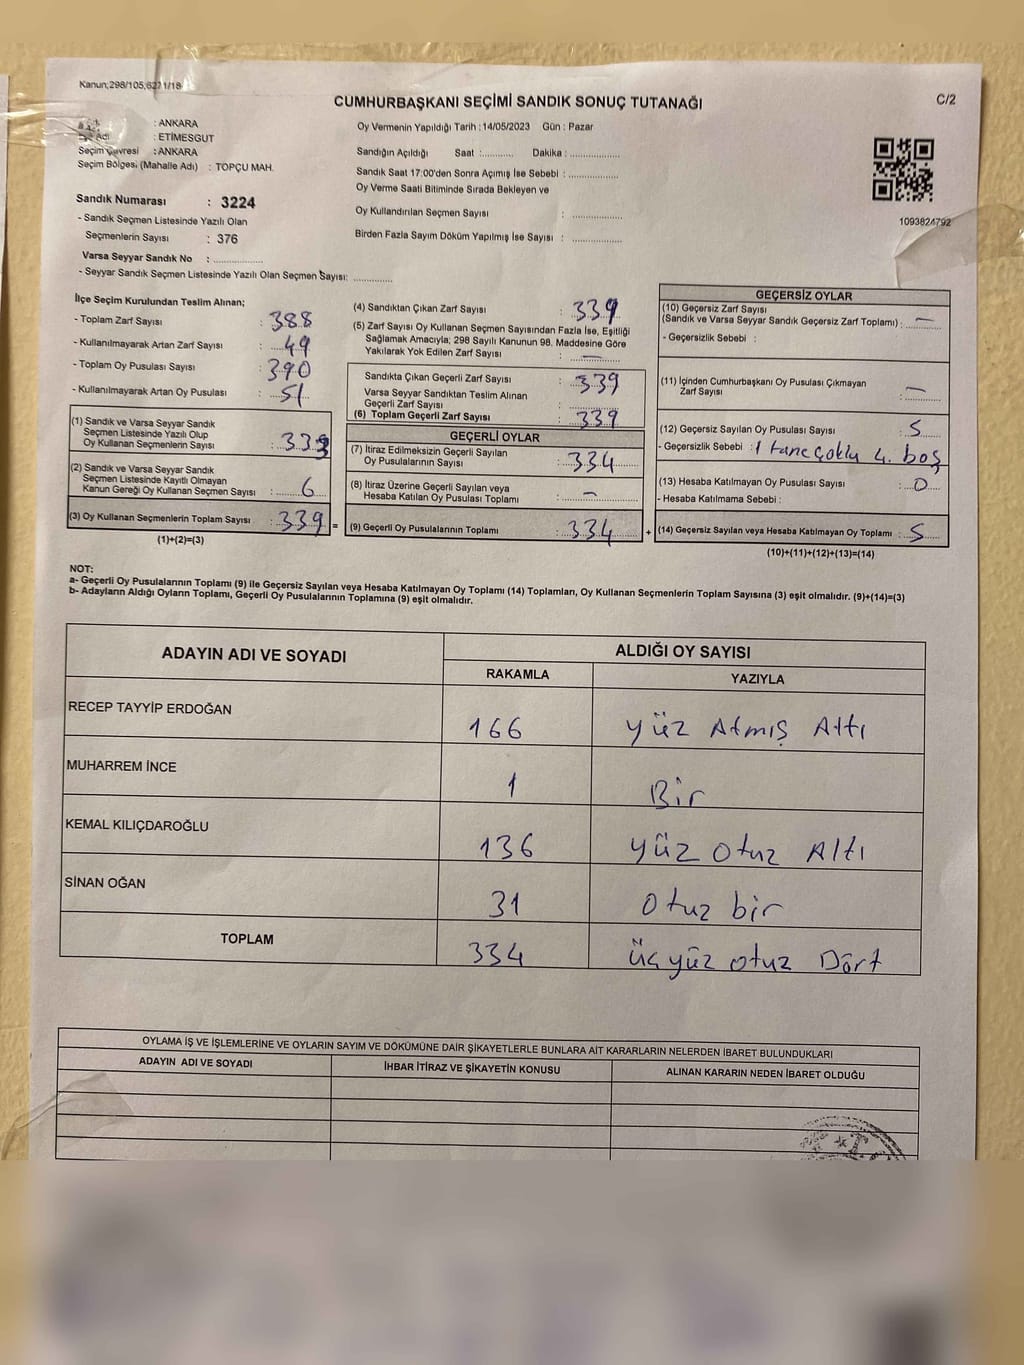 Kanun;298/105,6271/18
C/2
CUMHURBAŞKANI SEÇİMİ SANDIK SONUÇ TUTANAĞI
: ANKARA
Adı : ETİMESGUT
Seçim Çevresi : ANKARA
Seçim Bölgesi (Mahalle Adı) : TOPÇU MAH.
Sandık Numarası : 3224
- Sandık Seçmen Listesinde Yazılı Olan
Seçmenlerin Sayısı : 376
Varsa Seyyar Sandık No : ................
- Seyyar Sandık Seçmen Listesinde Yazılı Olan Seçmen Sayısı: ............
Oy Vermenin Yapıldığı Tarih : 14/05/2023 Gün : Pazar
Sandığın Açıldığı Saat :........... Dakika : ................
Sandık Saat 17:00'den Sonra Açımış İse Sebebi : ................
Oy Verme Saati Bitiminde Sırada Bekleyen ve
Oy Kullandırılan Seçmen Sayısı : ................
Birden Fazla Sayım Döküm Yapılmış İse Sayısı : ................
1093824792
İlçe Seçim Kurulundan Teslim Alınan;
- Toplam Zarf Sayısı : 388
- Kullanılmayarak Artan Zarf Sayısı : 49
- Toplam Oy Pusulası Sayısı : 390
- Kullanılmayarak Artan Oy Pusulası : 51
(1) Sandık ve Varsa Seyyar Sandık
Seçmen Listesinde Yazılı Olup
Oy Kullanan Seçmenlerin Sayısı : 333
(2) Sandık ve Varsa Seyyar Sandık
Seçmen Listesinde Kayıtlı Olmayan
Kanun Gereği Oy Kullanan Seçmen Sayısı : 6
(3) Oy Kullanan Seçmenlerin Toplam Sayısı : 339 =
(1)+(2)=(3)
(4) Sandıktan Çıkan Zarf Sayısı : 339
(5) Zarf Sayısı Oy Kullanan Seçmen Sayısından Fazla İse, Eşitliği
Sağlamak Amacıyla; 298 Sayılı Kanunun 98. Maddesine Göre
Yakılarak Yok Edilen Zarf Sayısı : —
Sandıkta Çıkan Geçerli Zarf Sayısı : 339
Varsa Seyyar Sandıktan Teslim Alınan
Geçerli Zarf Sayısı : ................
(6) Toplam Geçerli Zarf Sayısı : 339
GEÇERLİ OYLAR
(7) İtiraz Edilmeksizin Geçerli Sayılan
Oy Pusulalarının Sayısı : 334
(8) İtiraz Üzerine Geçerli Sayılan veya
Hesaba Katılan Oy Pusulası Toplamı : —
(9) Geçerli Oy Pusulalarının Toplamı : 334 +
GEÇERSİZ OYLAR
(10) Geçersiz Zarf Sayısı
(Sandık ve Varsa Seyyar Sandık Geçersiz Zarf Toplamı) : —
- Geçersizlik Sebebi :
(11) İçinden Cumhurbaşkanı Oy Pusulası Çıkmayan
Zarf Sayısı : —
(12) Geçersiz Sayılan Oy Pusulası Sayısı : 5
- Geçersizlik Sebebi : 1 tane çoklu 4. boş
(13) Hesaba Katılmayan Oy Pusulası Sayısı : 0
- Hesaba Katılmama Sebebi :
(14) Geçersiz Sayılan veya Hesaba Katılmayan Oy Toplamı : 5
(10)+(11)+(12)+(13)=(14)
NOT:
a- Geçerli Oy Pusulalarının Toplamı (9) ile Geçersiz Sayılan veya Hesaba Katılmayan Oy Toplamı (14) Toplamları, Oy Kullanan Seçmenlerin Toplam Sayısına (3) eşit olmalıdır. (9)+(14)=(3)
b- Adayların Aldığı Oyların Toplamı, Geçerli Oy Pusulalarının Toplamına (9) eşit olmalıdır.
ADAYIN ADI VE SOYADI
ALDIĞI OY SAYISI
RAKAMLA YAZIYLA
RECEP TAYYİP ERDOĞAN 166 yüz Atmış Altı
MUHARREM İNCE 1 Bir
KEMAL KILIÇDAROĞLU 136 yüz otuz Altı
SİNAN OĞAN 31 otuz bir
TOPLAM 334 üç yüz otuz Dört
OYLAMA İŞ VE İŞLEMLERİNE VE OYLARIN SAYIM VE DÖKÜMÜNE DAİR ŞİKAYETLERLE BUNLARA AİT KARARLARIN NELERDEN İBARET BULUNDUKLARI
ADAYIN ADI VE SOYADI İHBAR İTİRAZ VE ŞİKAYETİN KONUSU ALINAN KARARIN NEDEN İBARET OLDUĞU